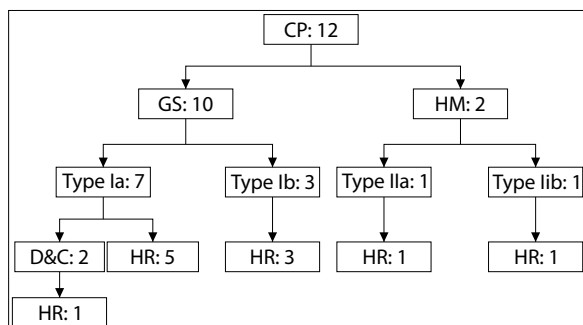 CP: 12
GS: 10
HM: 2
Type Ia: 7
Type Ib: 3
Type IIa: 1
Type Iib: 1
D&C: 2
HR: 5
HR: 3
HR: 1
HR: 1
HR: 1